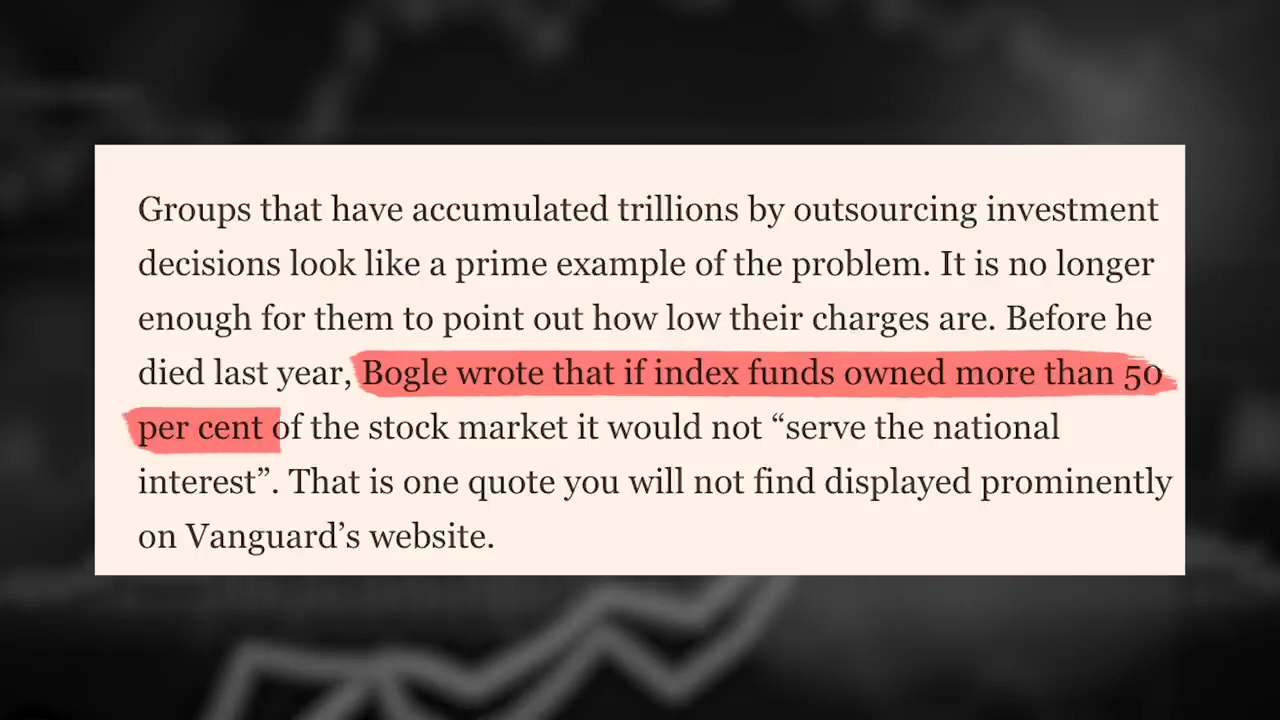 Groups that have accumulated trillions by outsourcing investment
decisions look like a prime example of the problem. It is no longer
enough for them to point out how low their charges are. Before he
died last year, Bogle wrote that if index funds owned more than 50
per cent of the stock market it would not “serve the national
interest”. That is one quote you will not find displayed prominently
on Vanguard’s website.